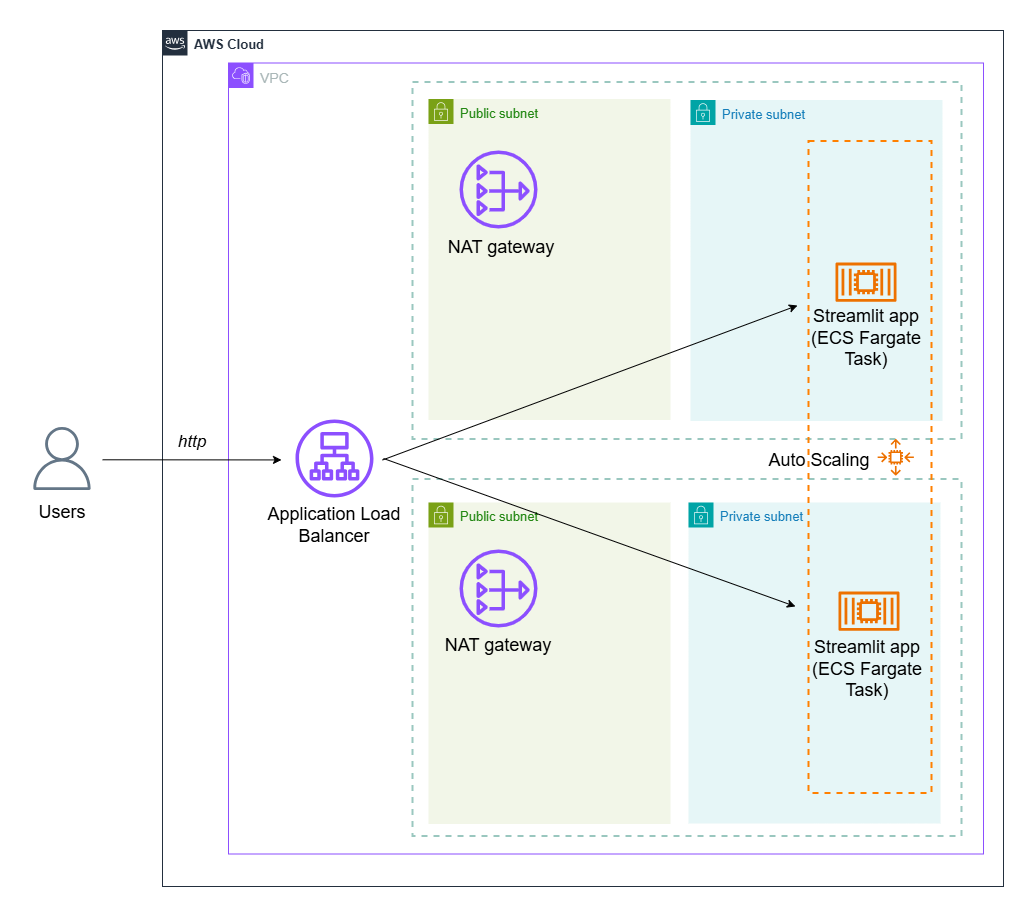 aws
AWS Cloud
VPC
Public subnet
Private subnet
NAT gateway
Streamlit app
(ECS Fargate
Task)
http
Users
Application Load
Balancer
Auto Scaling
Public subnet
Private subnet
NAT gateway
Streamlit app
(ECS Fargate
Task)